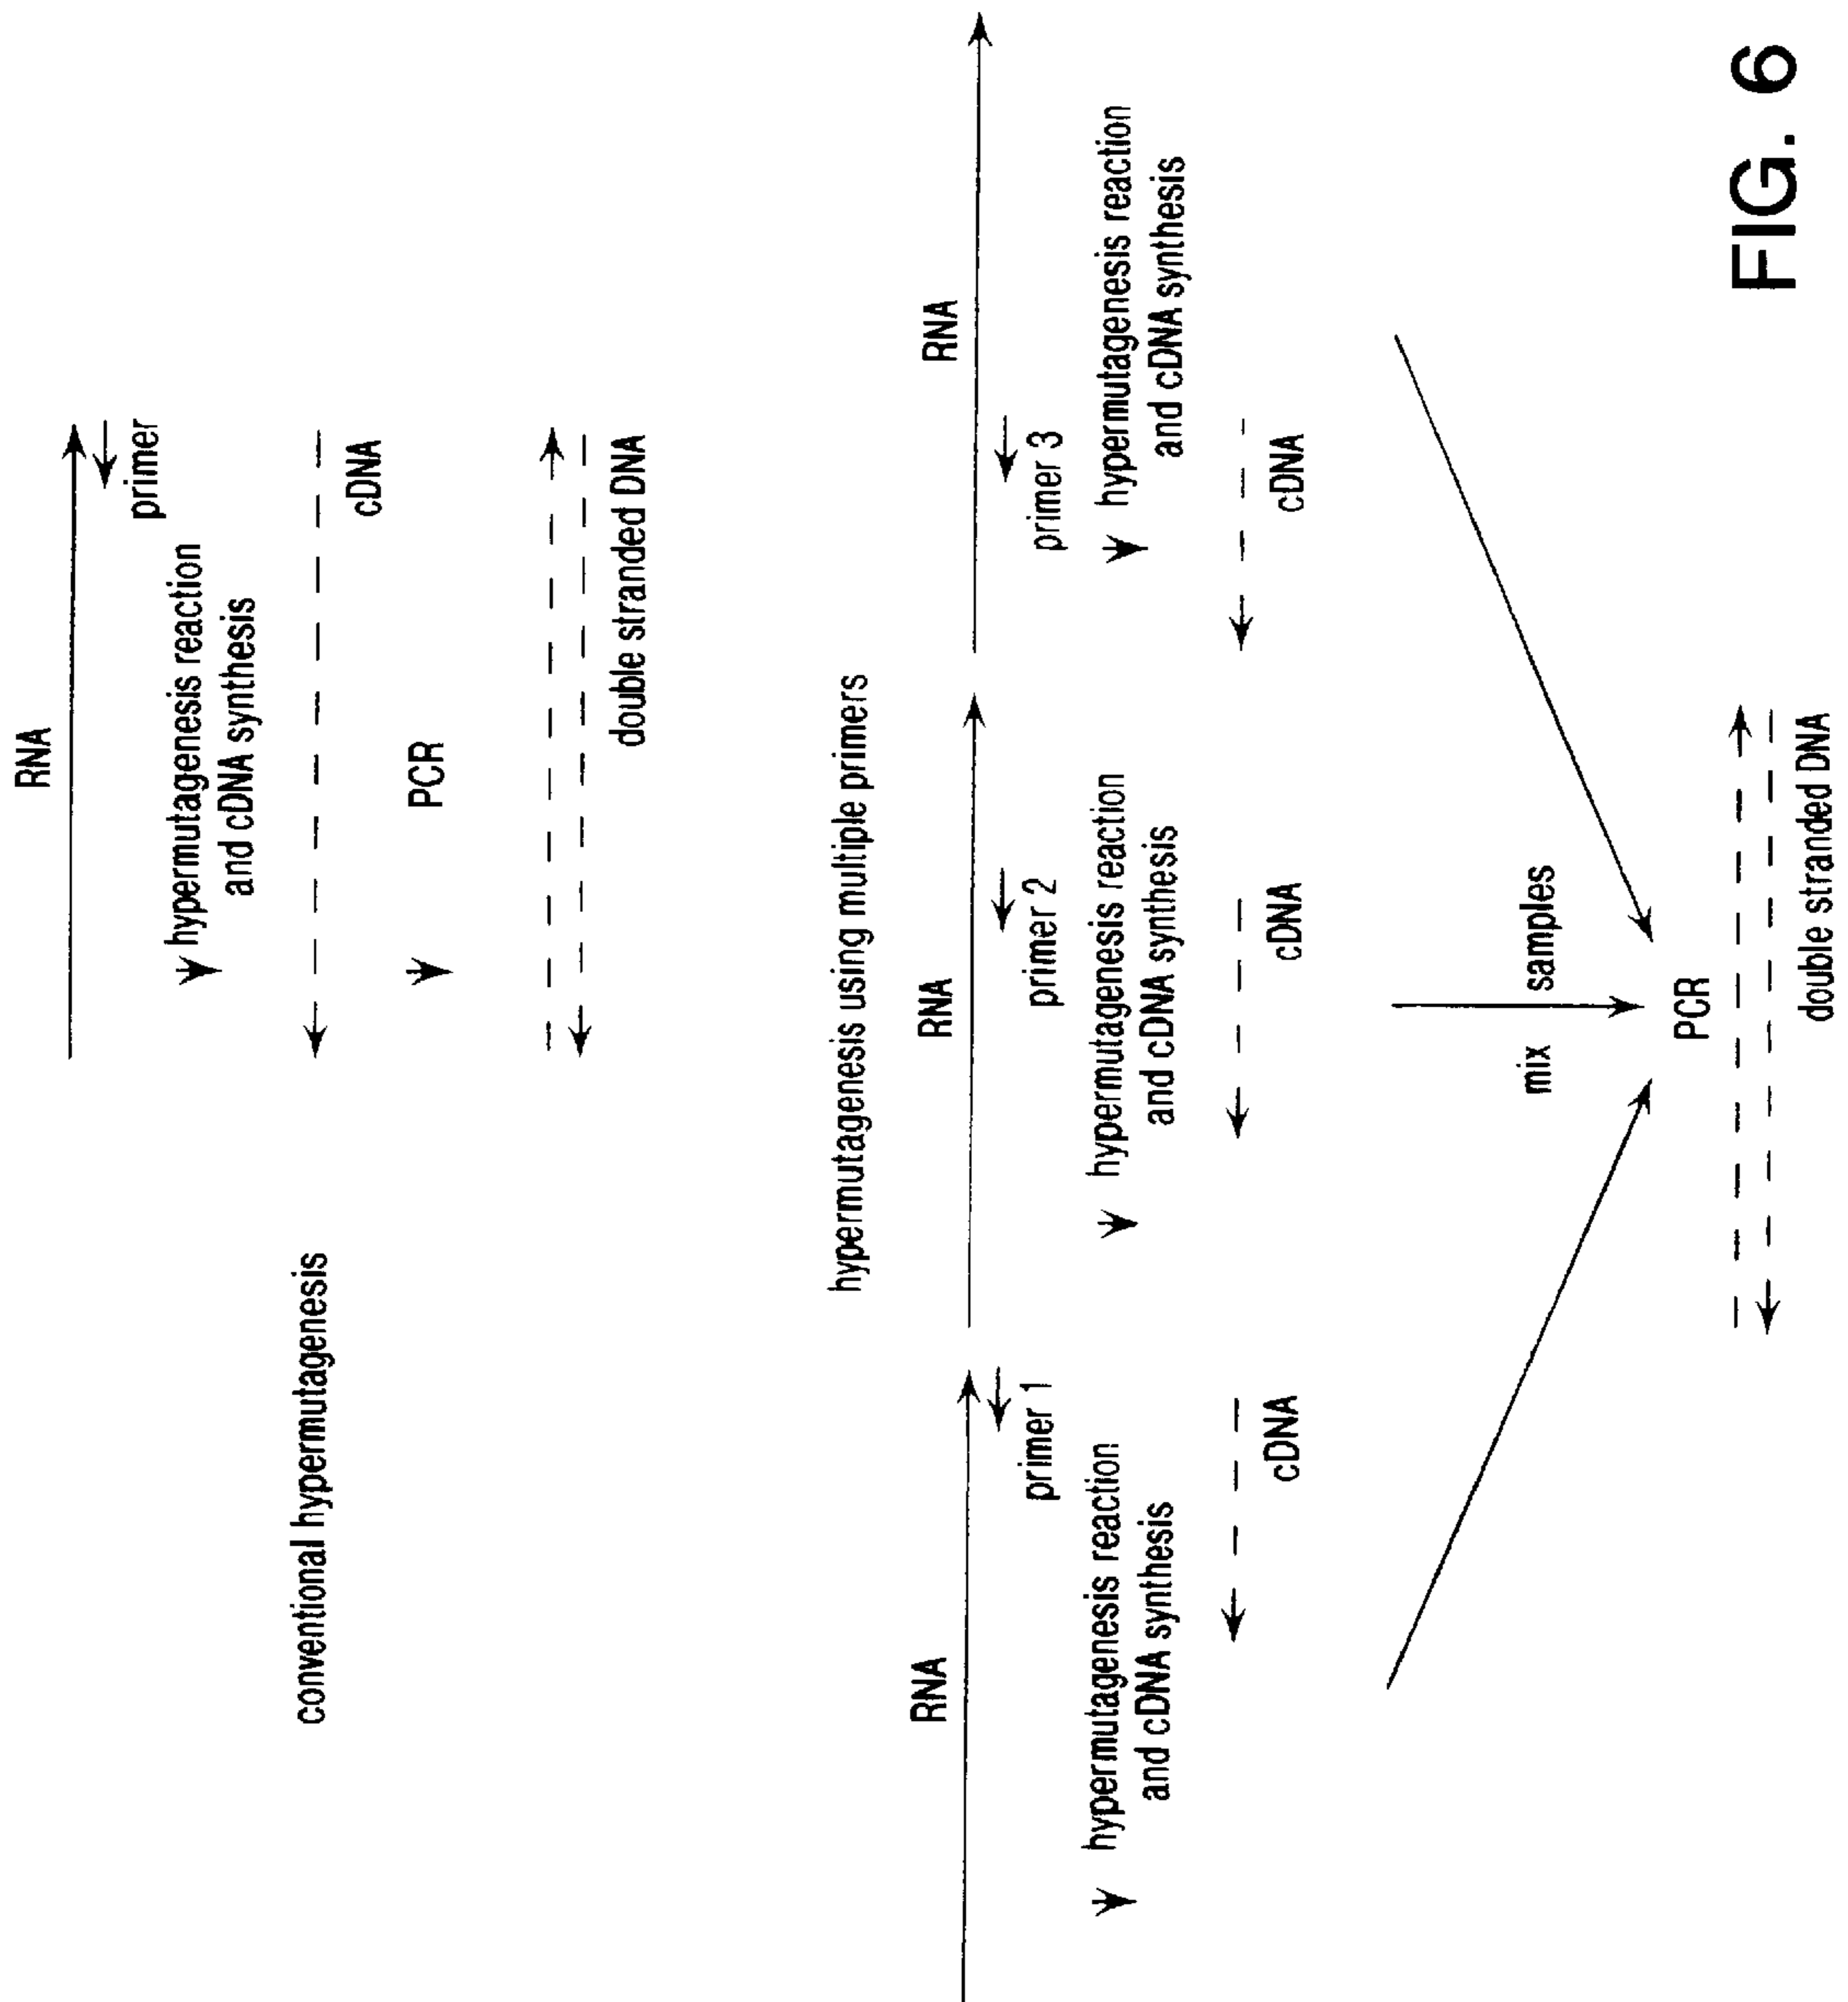 RNA
primer
hypermutagenesis reaction
and cDNA synthesis
conventional hypermutagenesis
cDNA
PCR
double stranded DNA
hypermutagenesis using multiple primers
RNA
RNA
RNA
primer 1
primer 2
primer 3
hypermutagenesis reaction
and cDNA synthesis
hypermutagenesis reaction
and cDNA synthesis
hypermutagenesis reaction
and cDNA synthesis
cDNA
cDNA
cDNA
mix samples
PCR
double stranded DNA
FIG. 6